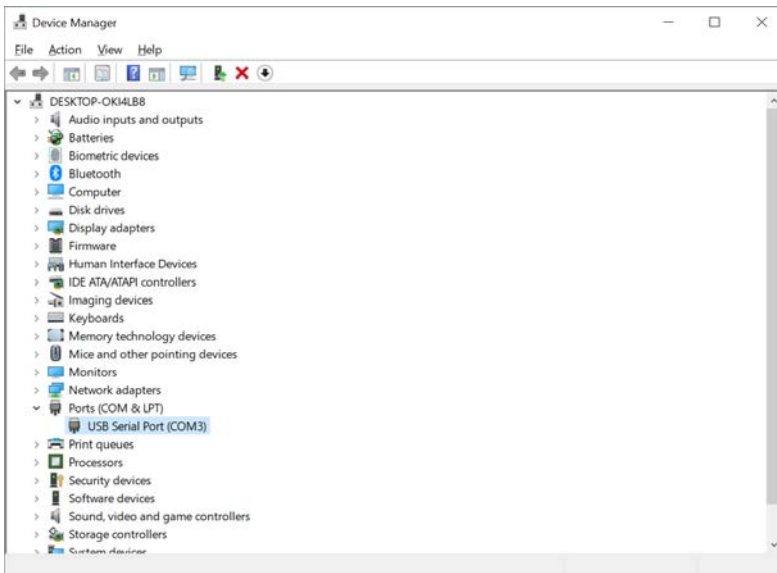 Device Manager
File Action View Help
DESKTOP-OKI4LB8
Audio inputs and outputs
Batteries
Biometric devices
Bluetooth
Computer
Disk drives
Display adapters
Firmware
Human Interface Devices
IDE ATA/ATAPI controllers
Imaging devices
Keyboards
Memory technology devices
Mice and other pointing devices
Monitors
Network adapters
Ports (COM & LPT)
USB Serial Port (COM3)
Print queues
Processors
Security devices
Software devices
Sound, video and game controllers
Storage controllers
System devices